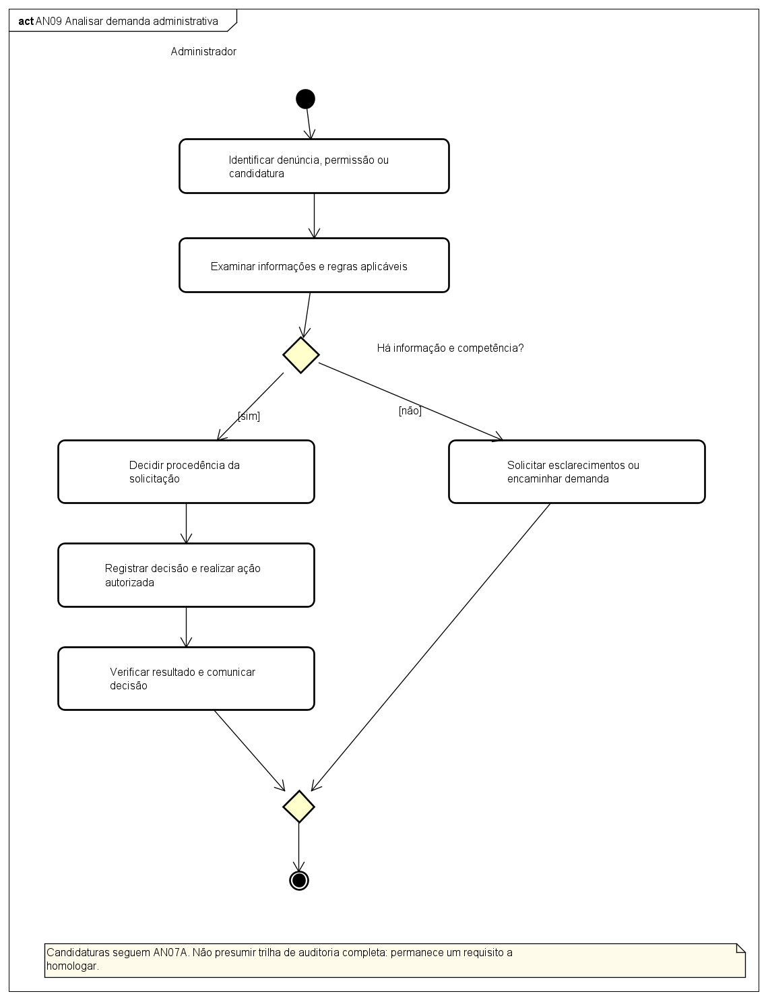 act AN09 Analisar demanda administrativa
Administrador
Identificar denúncia, permissão ou
candidatura
Examinar informações e regras aplicáveis
Há informação e competência?
[sim]
[não]
Decidir procedência da
solicitação
Solicitar esclarecimentos ou
encaminhar demanda
Registrar decisão e realizar ação
autorizada
Verificar resultado e comunicar
decisão
Candidaturas seguem AN07A. Não presumir trilha de auditoria completa: permanece um requisito a
homologar.